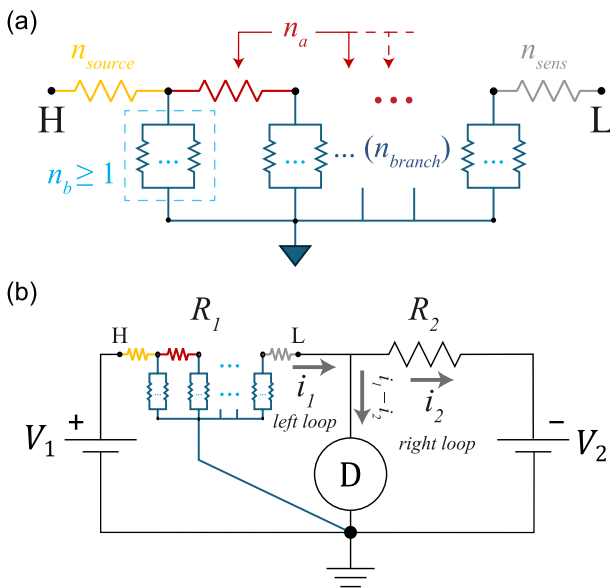 (a)
n_a
n_source
n_sens
H
L
n_b ≥ 1
... (n_branch)
(b)
R_1
R_2
H
L
i_1
i_1-i_2
i_2
left loop
right loop
+
-
V_1
D
V_2